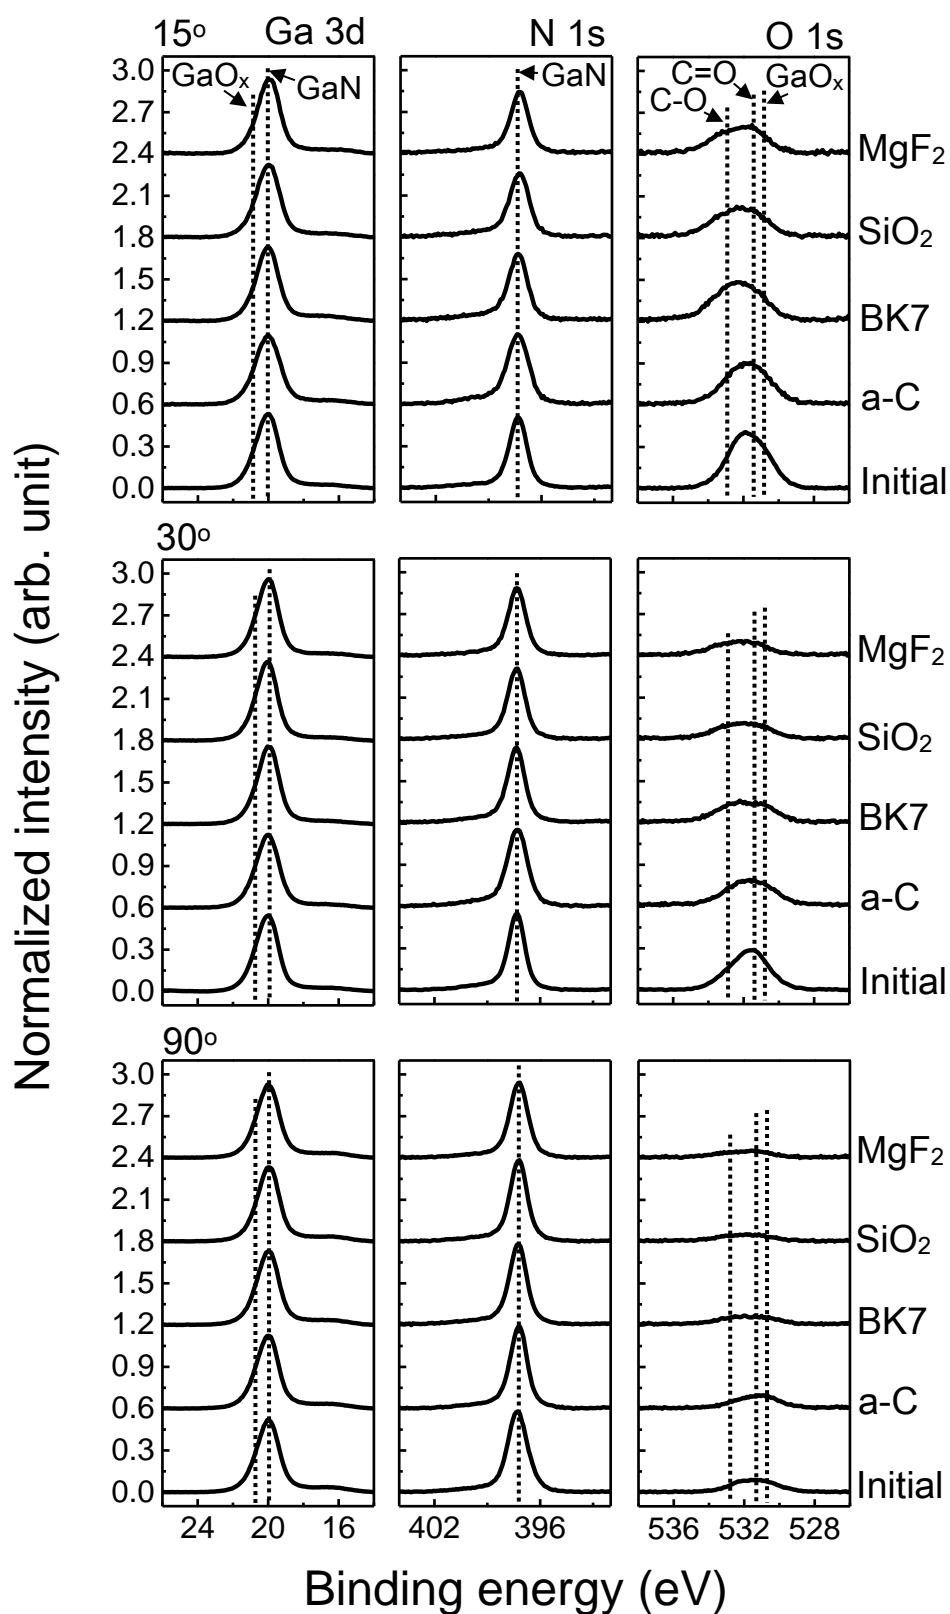 15° Ga 3d N 1s O 1s
GaOx GaN GaN C=O GaOx
C-O
3.0
2.7
2.4 MgF2
2.1
1.8 SiO2
1.5
1.2 BK7
0.9
0.6 a-C
0.3
0.0 Initial
30°
3.0
2.7
2.4 MgF2
2.1
1.8 SiO2
1.5
1.2 BK7
0.9
0.6 a-C
0.3
0.0 Initial
90°
3.0
2.7
2.4 MgF2
2.1
1.8 SiO2
1.5
1.2 BK7
0.9
0.6 a-C
0.3
0.0 Initial
24 20 16 402 396 536 532 528
Normalized intensity (arb. unit)
Binding energy (eV)